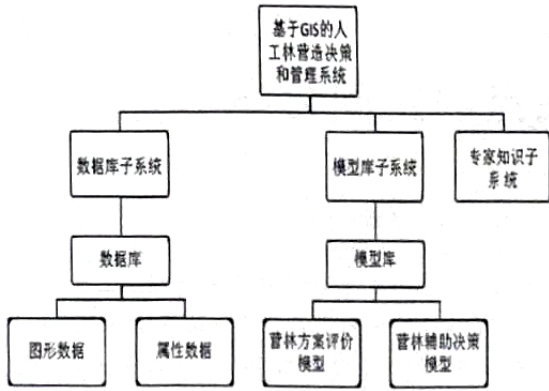 基于GIS的人
工林营造决策
和管理系统
数据库子系统
模型库子系统
专家知识子
系统
数据库
模型库
图形数据
属性数据
营林方案评价
模型
营林辅助决策
模型